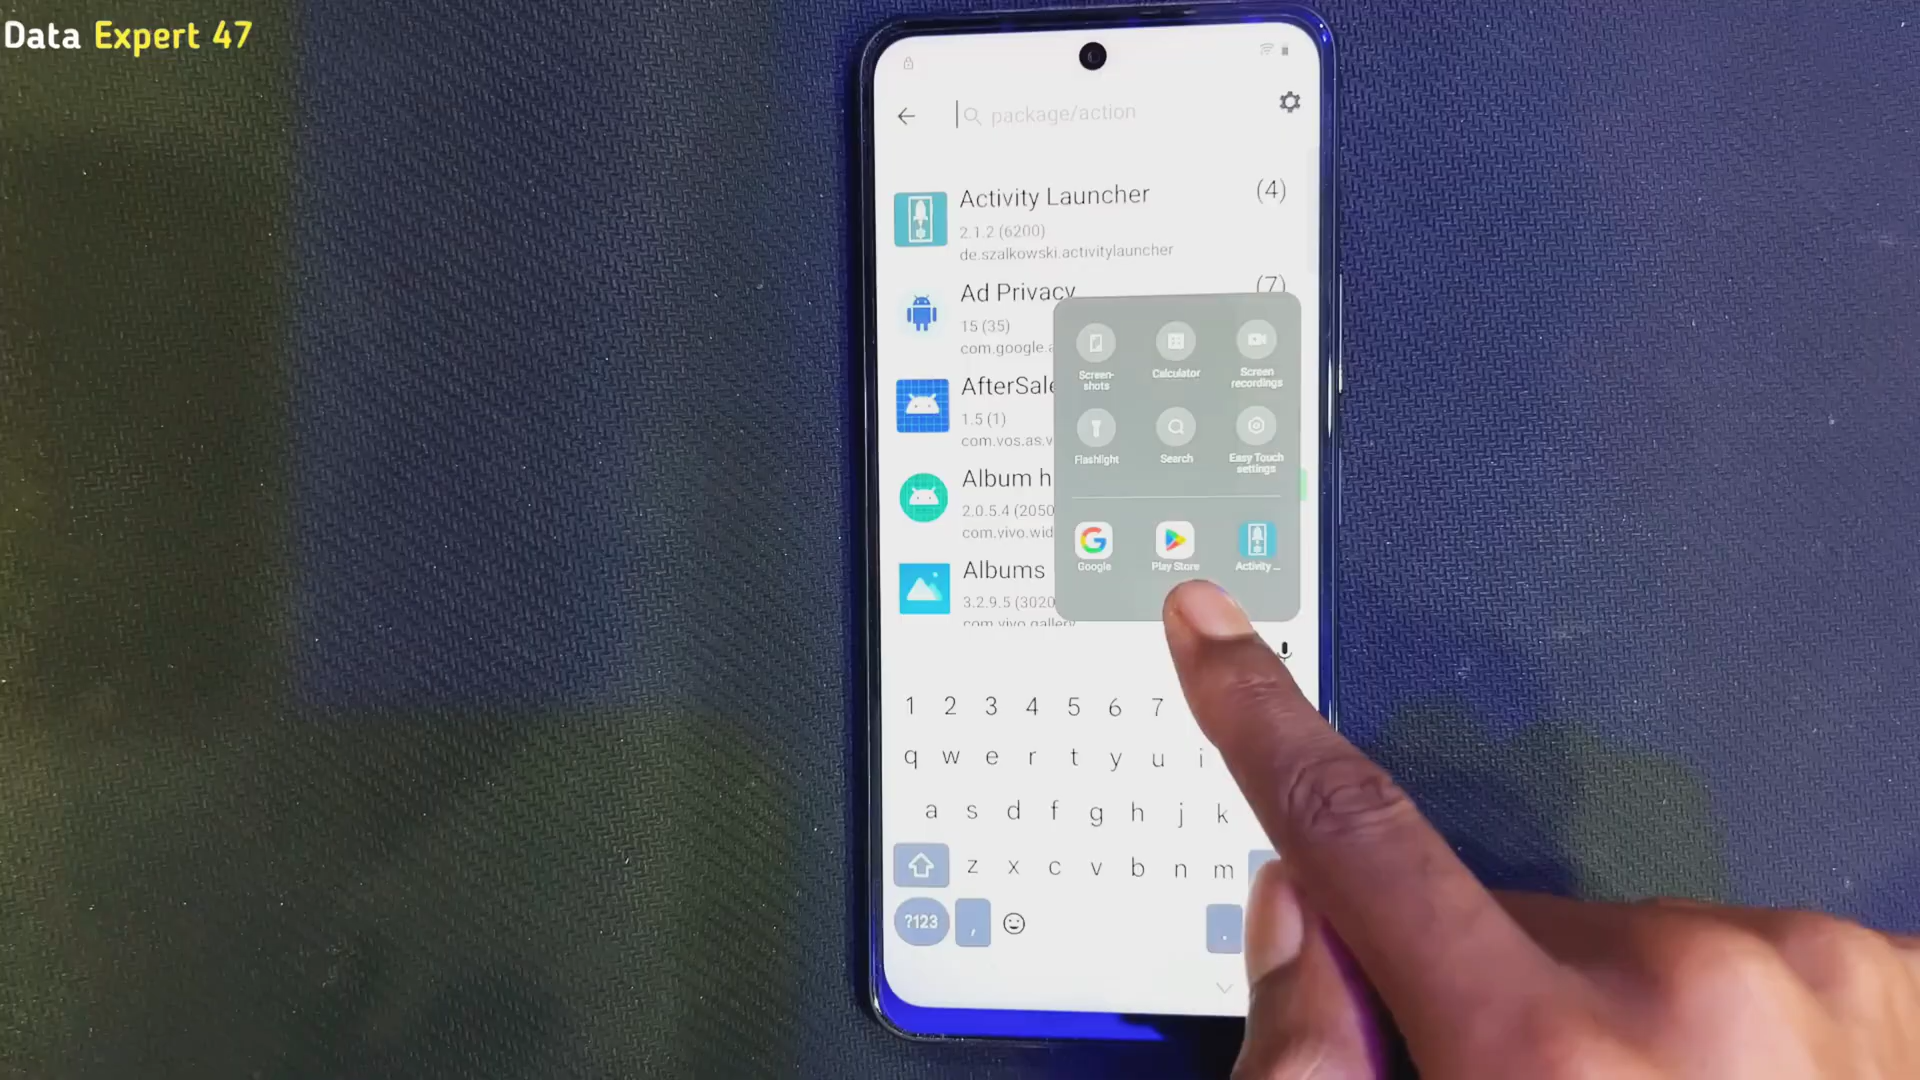 Data Expert 47
package/action
Activity Launcher (4)
2.1.2 (6200)
de.szalkowski.activitylauncher
Ad Privacy (7)
15 (35)
com.google.a
AfterSale
1.5 (1)
com.vos.as.v
Album h
2.0.5.4 (2050
com.vivo.wid
Albums
3.2.9.5 (3020
com.vivo.gallery
Screen-
shots
Calculator
Screen
recordings
Flashlight
Search
Easy Touch
settings
Google
Play Store
Activity ...
1 2 3 4 5 6 7
q w e r t y u i
a s d f g h j k
z x c v b n m
?123 , .